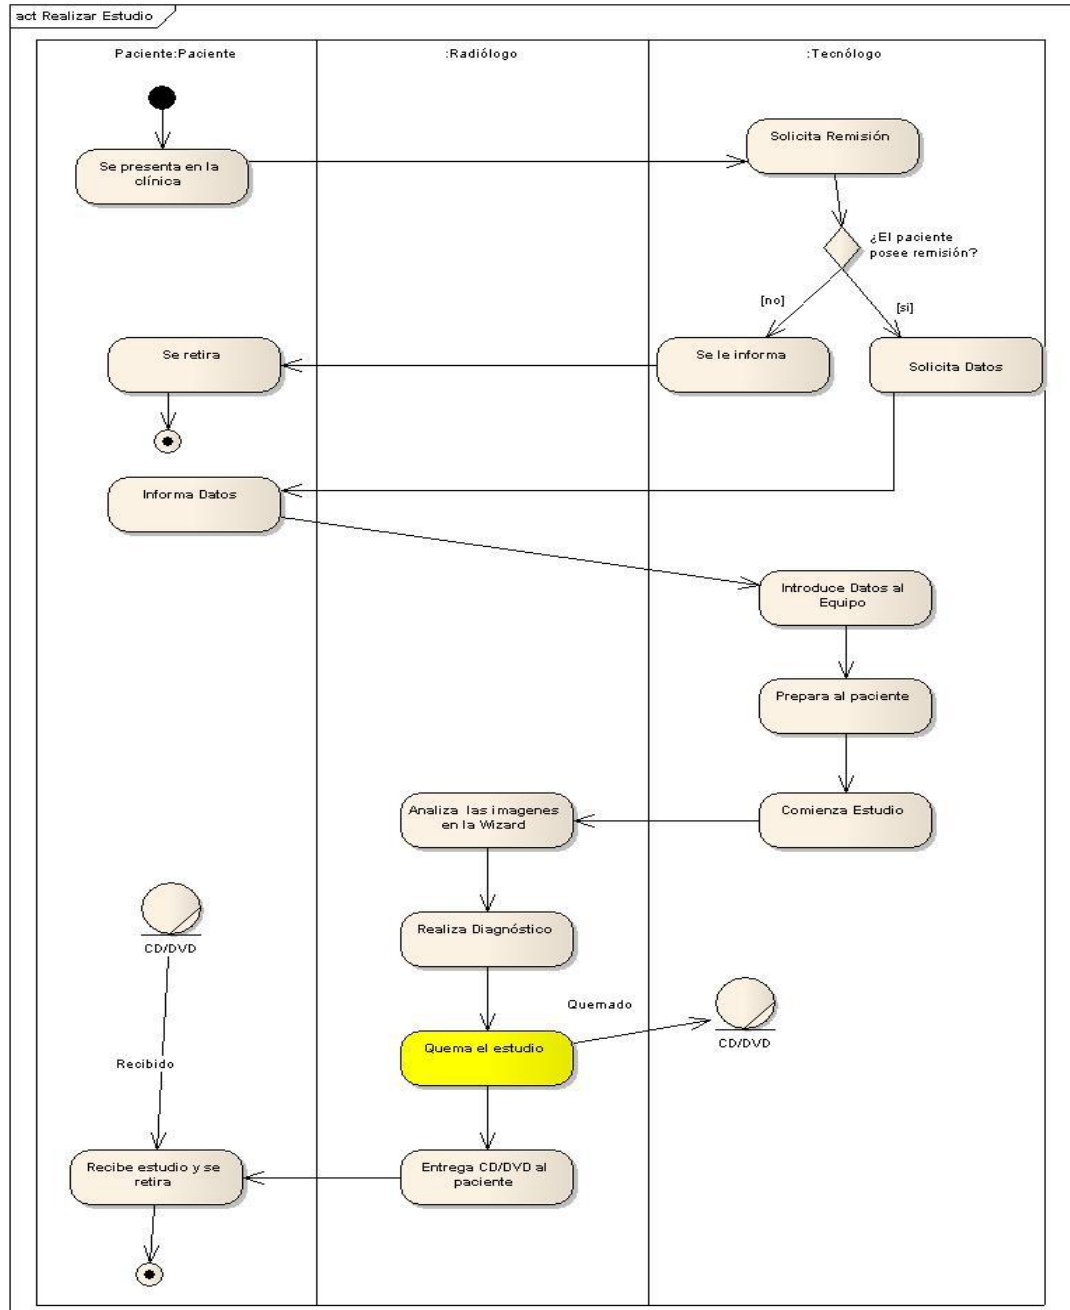 act Realizar Estudio
Paciente:Paciente
:Radiólogo
:Tecnólogo
Solicita Remisión
Se presenta en la
clínica
¿El paciente
posee remisión?
[no]
[si]
Se retira
Se le informa
Solicita Datos
Informa Datos
Introduce Datos al
Equipo
Prepara al paciente
Analiza las imagenes
en la Wizard
Comienza Estudio
Realiza Diagnóstico
CD/DVD
Quemado
Quema el estudio
CD/DVD
Recibido
Recibe estudio y se
retira
Entrega CD/DVD al
paciente